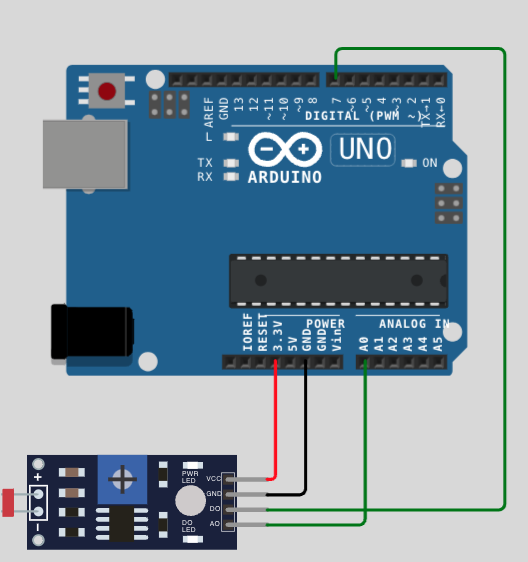 AREF
GND
13
12
~11
~10
~9
8
7
~6
~5
4
~3
~2
TX→1
RX←0
DIGITAL (PWM ~)
L
TX
RX
UNO
ON
ARDUINO
IOREF
RESET
3.3V
5V
GND
GND
Vin
POWER
ANALOG IN
A0
A1
A2
A3
A4
A5
+
−
PWR
LED
DO
LED
VCC
GND
DO
AO